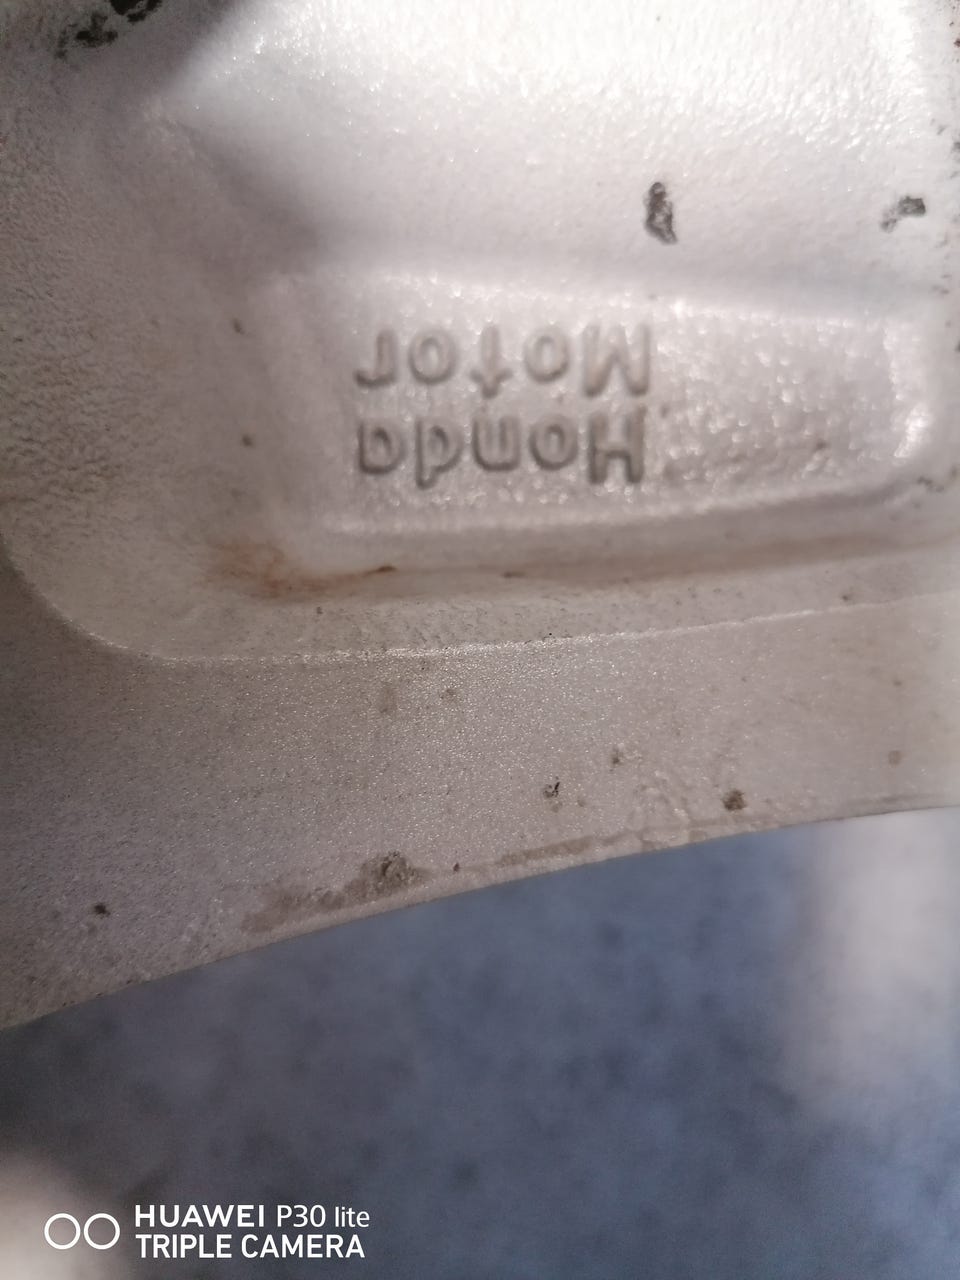 Honda
Motor
HUAWEI P30 lite
TRIPLE CAMERA